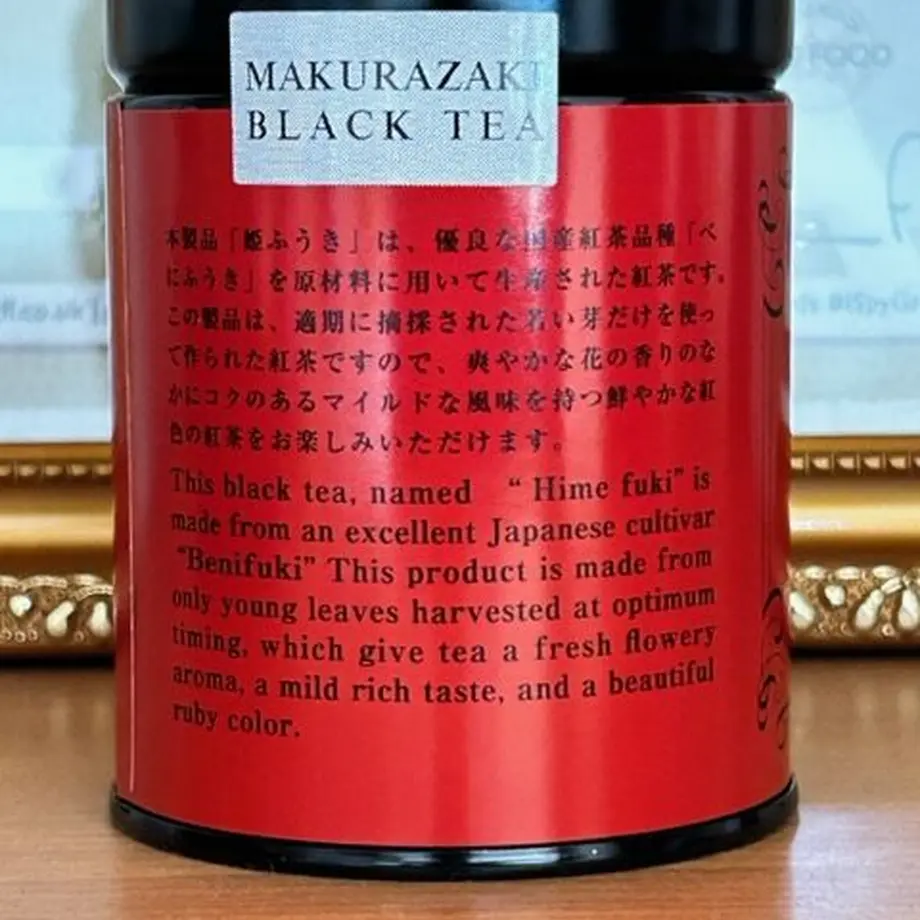 MAKURAZAKI
BLACK TEA
本製品「姫ふうき」は、優良な国産紅茶品種「べ
にふうき」を原材料に用いて生産された紅茶です。
この製品は、適期に摘採された若い芽だけを使っ
て作られた紅茶ですので、爽やかな花の香りのな
かにコクのあるマイルドな風味を持つ鮮やかな紅
色の紅茶をお楽しみいただけます。
This black tea, named “ Hime fuki” is
made from an excellent Japanese cultivar
“Benifuki” This product is made from
only young leaves harvested at optimum
timing, which give tea a fresh flowery
aroma, a mild rich taste, and a beautiful
ruby color.
FOOD